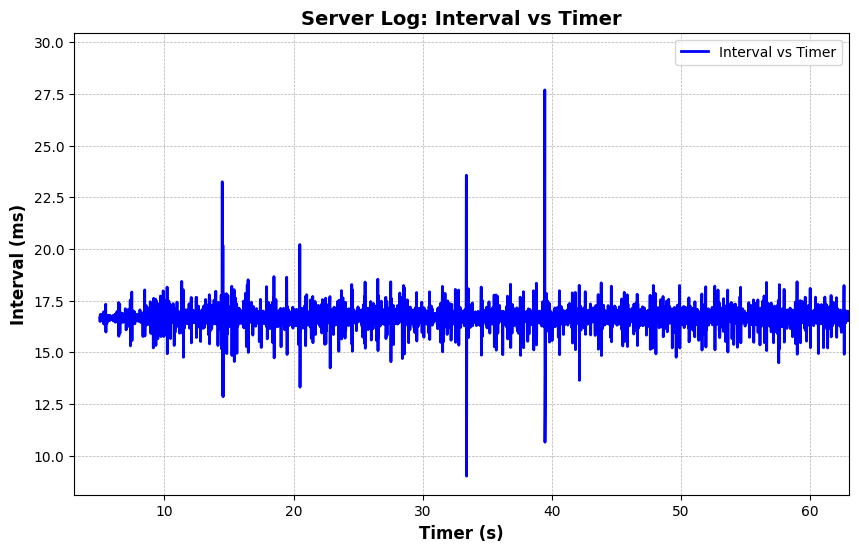 Server Log: Interval vs Timer
Interval vs Timer
30.0
27.5
25.0
22.5
20.0
17.5
15.0
12.5
10.0
Interval (ms)
10 20 30 40 50 60
Timer (s)